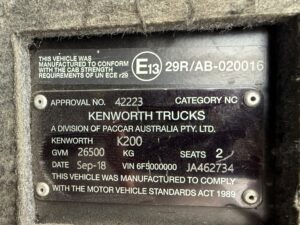 THIS VEHICLE WAS
MANUFACTURED TO CONFORM
WITH THE CAB STRENGTH
REQUIREMENTS OF UN ECE r29
E13 29R/AB-020016
APPROVAL NO. 42223 CATEGORY NC
KENWORTH TRUCKS
A DIVISION OF PACCAR AUSTRALIA PTY. LTD.
KENWORTH K200
GVM 26500 KG SEATS 2
DATE Sep-18 VIN 6F5000000 JA462734
THIS VEHICLE WAS MANUFACTURED TO COMPLY
WITH THE MOTOR VEHICLE STANDARDS ACT 1989